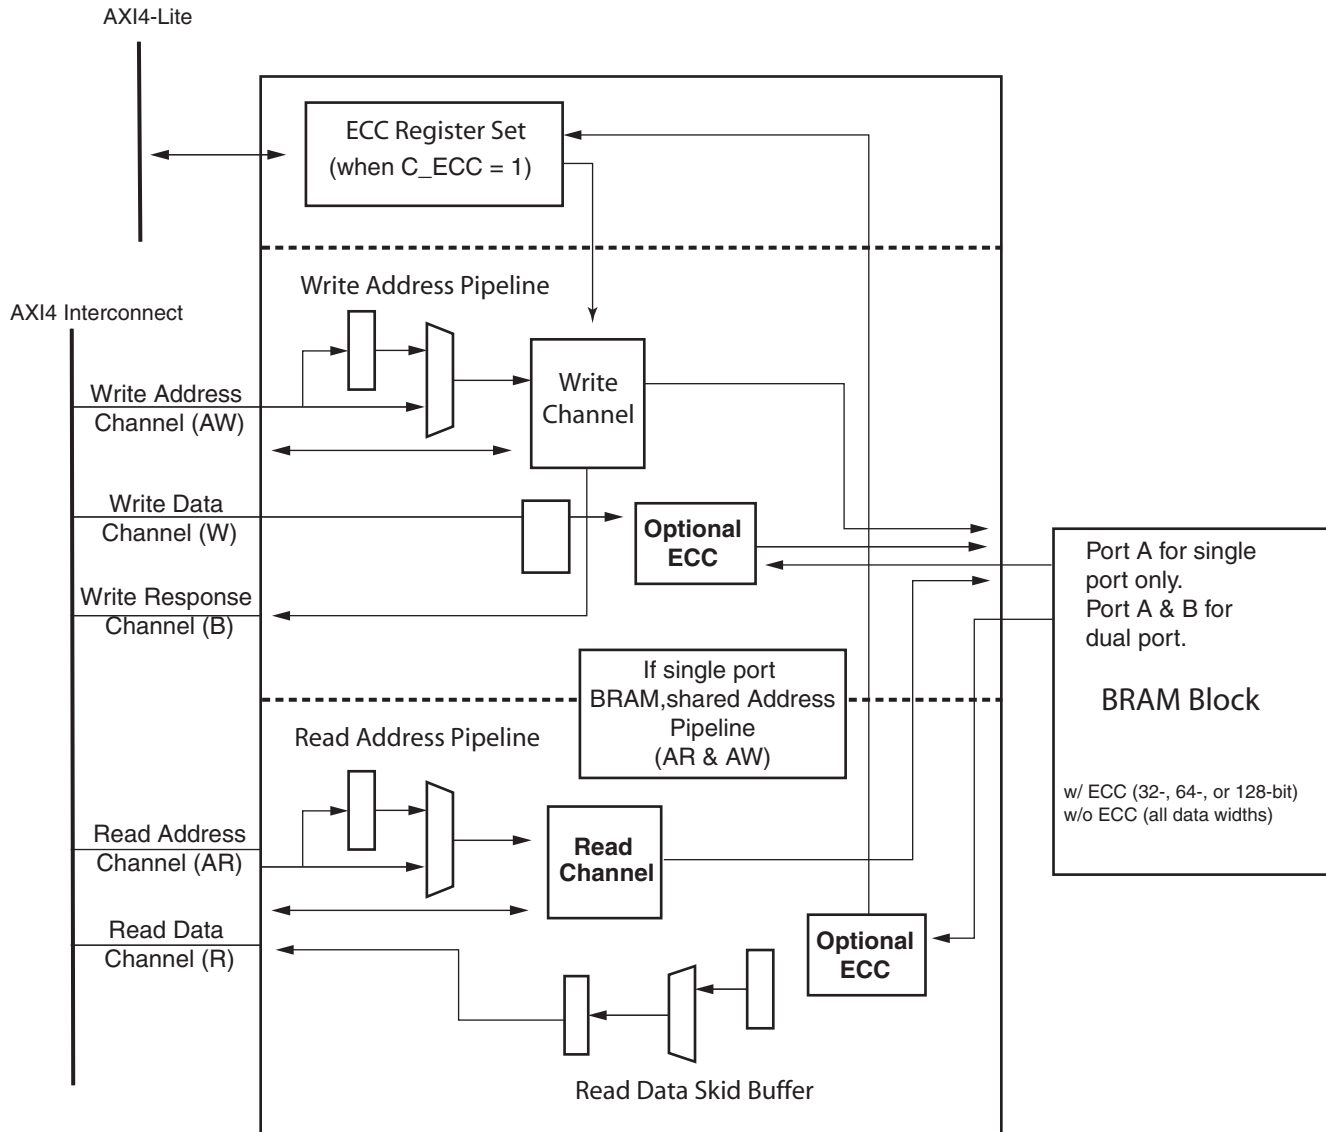 AXI4-Lite
ECC Register Set
(when C_ECC = 1)
Write Address Pipeline
AXI4 Interconnect
Write Address
Channel (AW)
Write
Channel
Write Data
Channel (W)
Optional
ECC
Write Response
Channel (B)
Port A for single
port only.
Port A & B for
dual port.
BRAM Block
w/ ECC (32-, 64-, or 128-bit)
w/o ECC (all data widths)
If single port
BRAM,shared Address
Pipeline
(AR & AW)
Read Address Pipeline
Read Address
Channel (AR)
Read
Channel
Read Data
Channel (R)
Optional
ECC
Read Data Skid Buffer